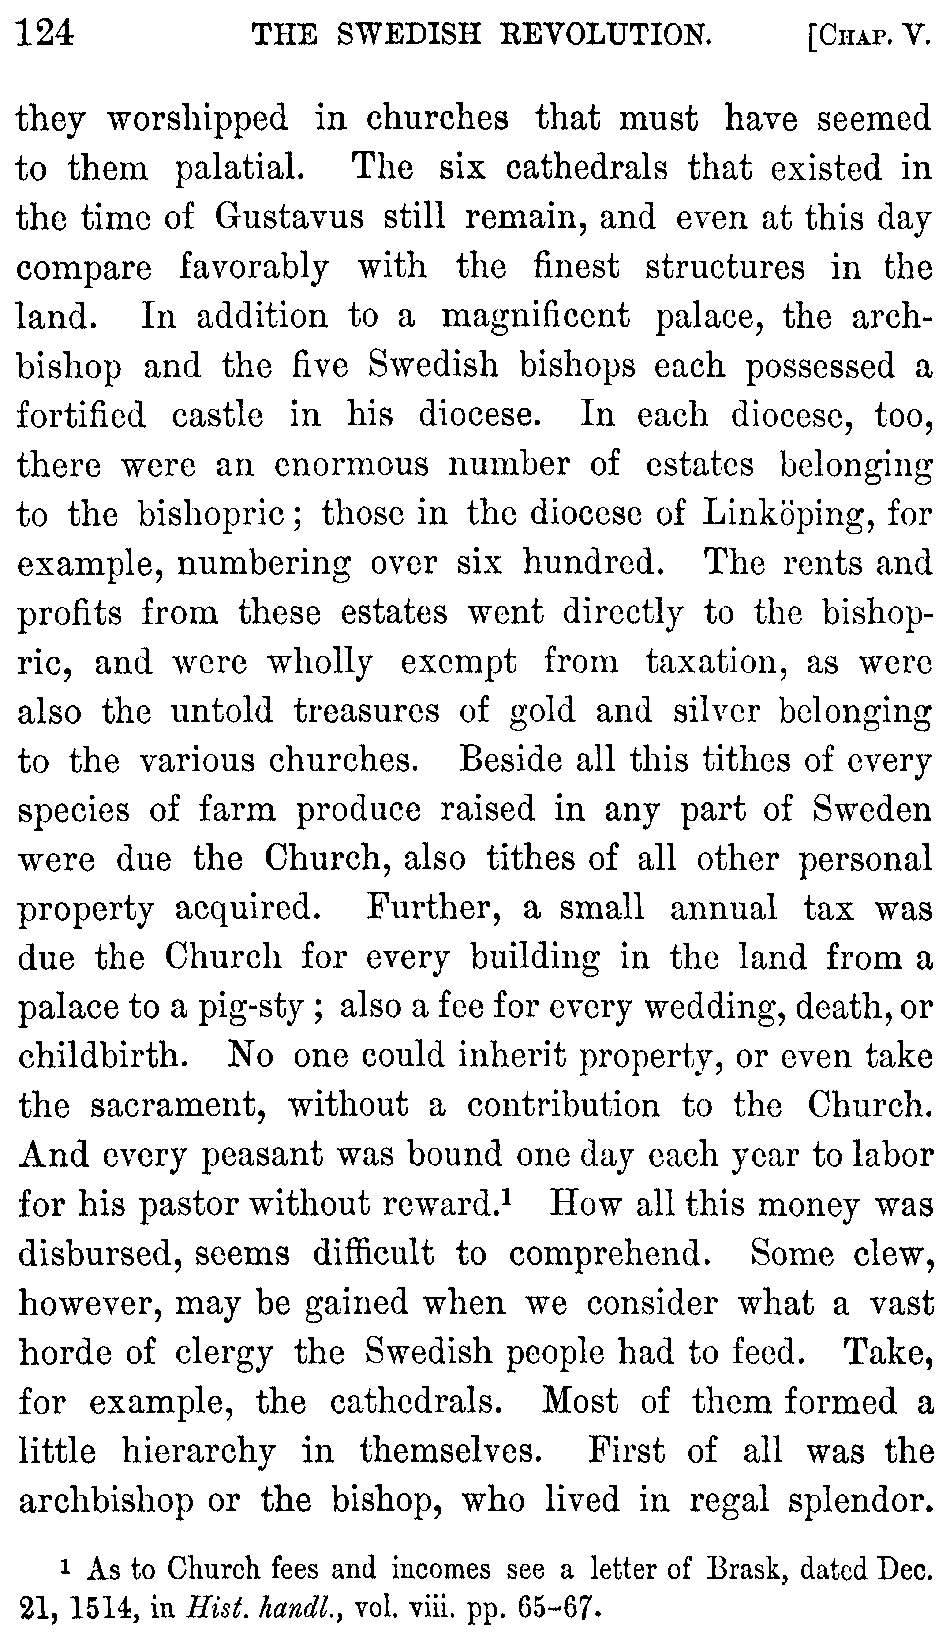 124 THE SWEDISH REVOLUTION. [CHAP. V.
they worshipped in churches that must have seemed
to them palatial. The six cathedrals that existed in
the time of Gustavus still remain, and even at this day
compare favorably with the finest structures in the
land. In addition to a magnificent palace, the arch-
bishop and the five Swedish bishops each possessed a
fortified castle in his diocese. In each diocese, too,
there were an enormous number of estates belonging
to the bishopric; those in the diocese of Linköping, for
example, numbering over six hundred. The rents and
profits from these estates went directly to the bishop-
ric, and were wholly exempt from taxation, as were
also the untold treasures of gold and silver belonging
to the various churches. Beside all this tithes of every
species of farm produce raised in any part of Sweden
were due the Church, also tithes of all other personal
property acquired. Further, a small annual tax was
due the Church for every building in the land from a
palace to a pig-sty; also a fee for every wedding, death, or
childbirth. No one could inherit property, or even take
the sacrament, without a contribution to the Church.
And every peasant was bound one day each year to labor
for his pastor without reward.¹ How all this money was
disbursed, seems difficult to comprehend. Some clew,
however, may be gained when we consider what a vast
horde of clergy the Swedish people had to feed. Take,
for example, the cathedrals. Most of them formed a
little hierarchy in themselves. First of all was the
archbishop or the bishop, who lived in regal splendor.
¹ As to Church fees and incomes see a letter of Brask, dated Dec.
21, 1514, in Hist. handl., vol. viii. pp. 65-67.